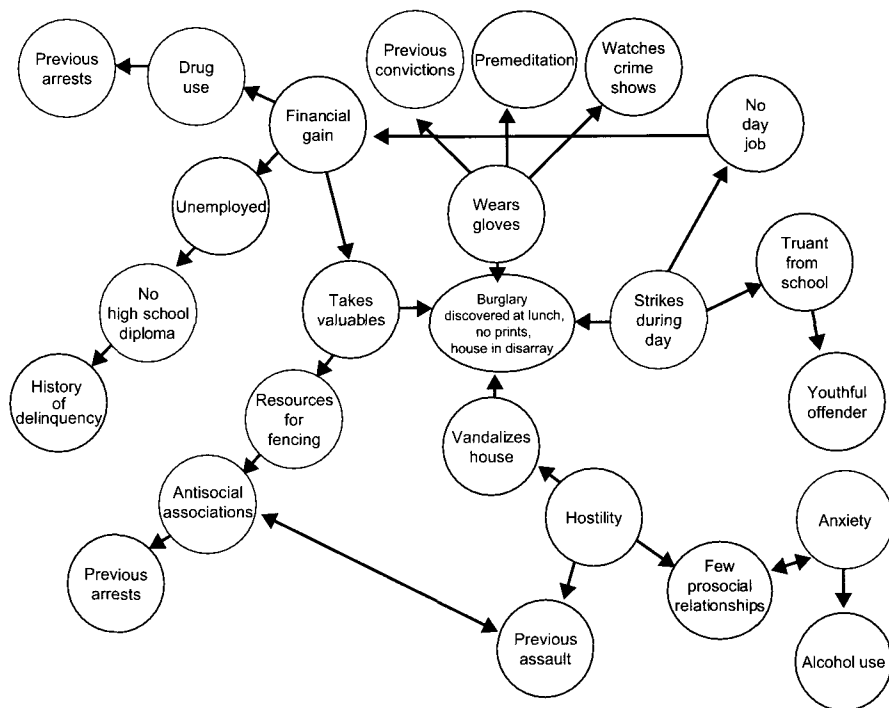 Previous
arrests
Drug
use
Financial
gain
Previous
convictions
Premeditation
Watches
crime
shows
No
day
job
Unemployed
Wears
gloves
Truant
from
school
No
high school
diploma
Takes
valuables
Burglary
discovered at lunch,
no prints,
house in disarray
Strikes
during
day
History
of
delinquency
Resources
for
fencing
Vandalizes
house
Youthful
offender
Antisocial
associations
Hostility
Anxiety
Previous
arrests
Few
prosocial
relationships
Previous
assault
Alcohol use